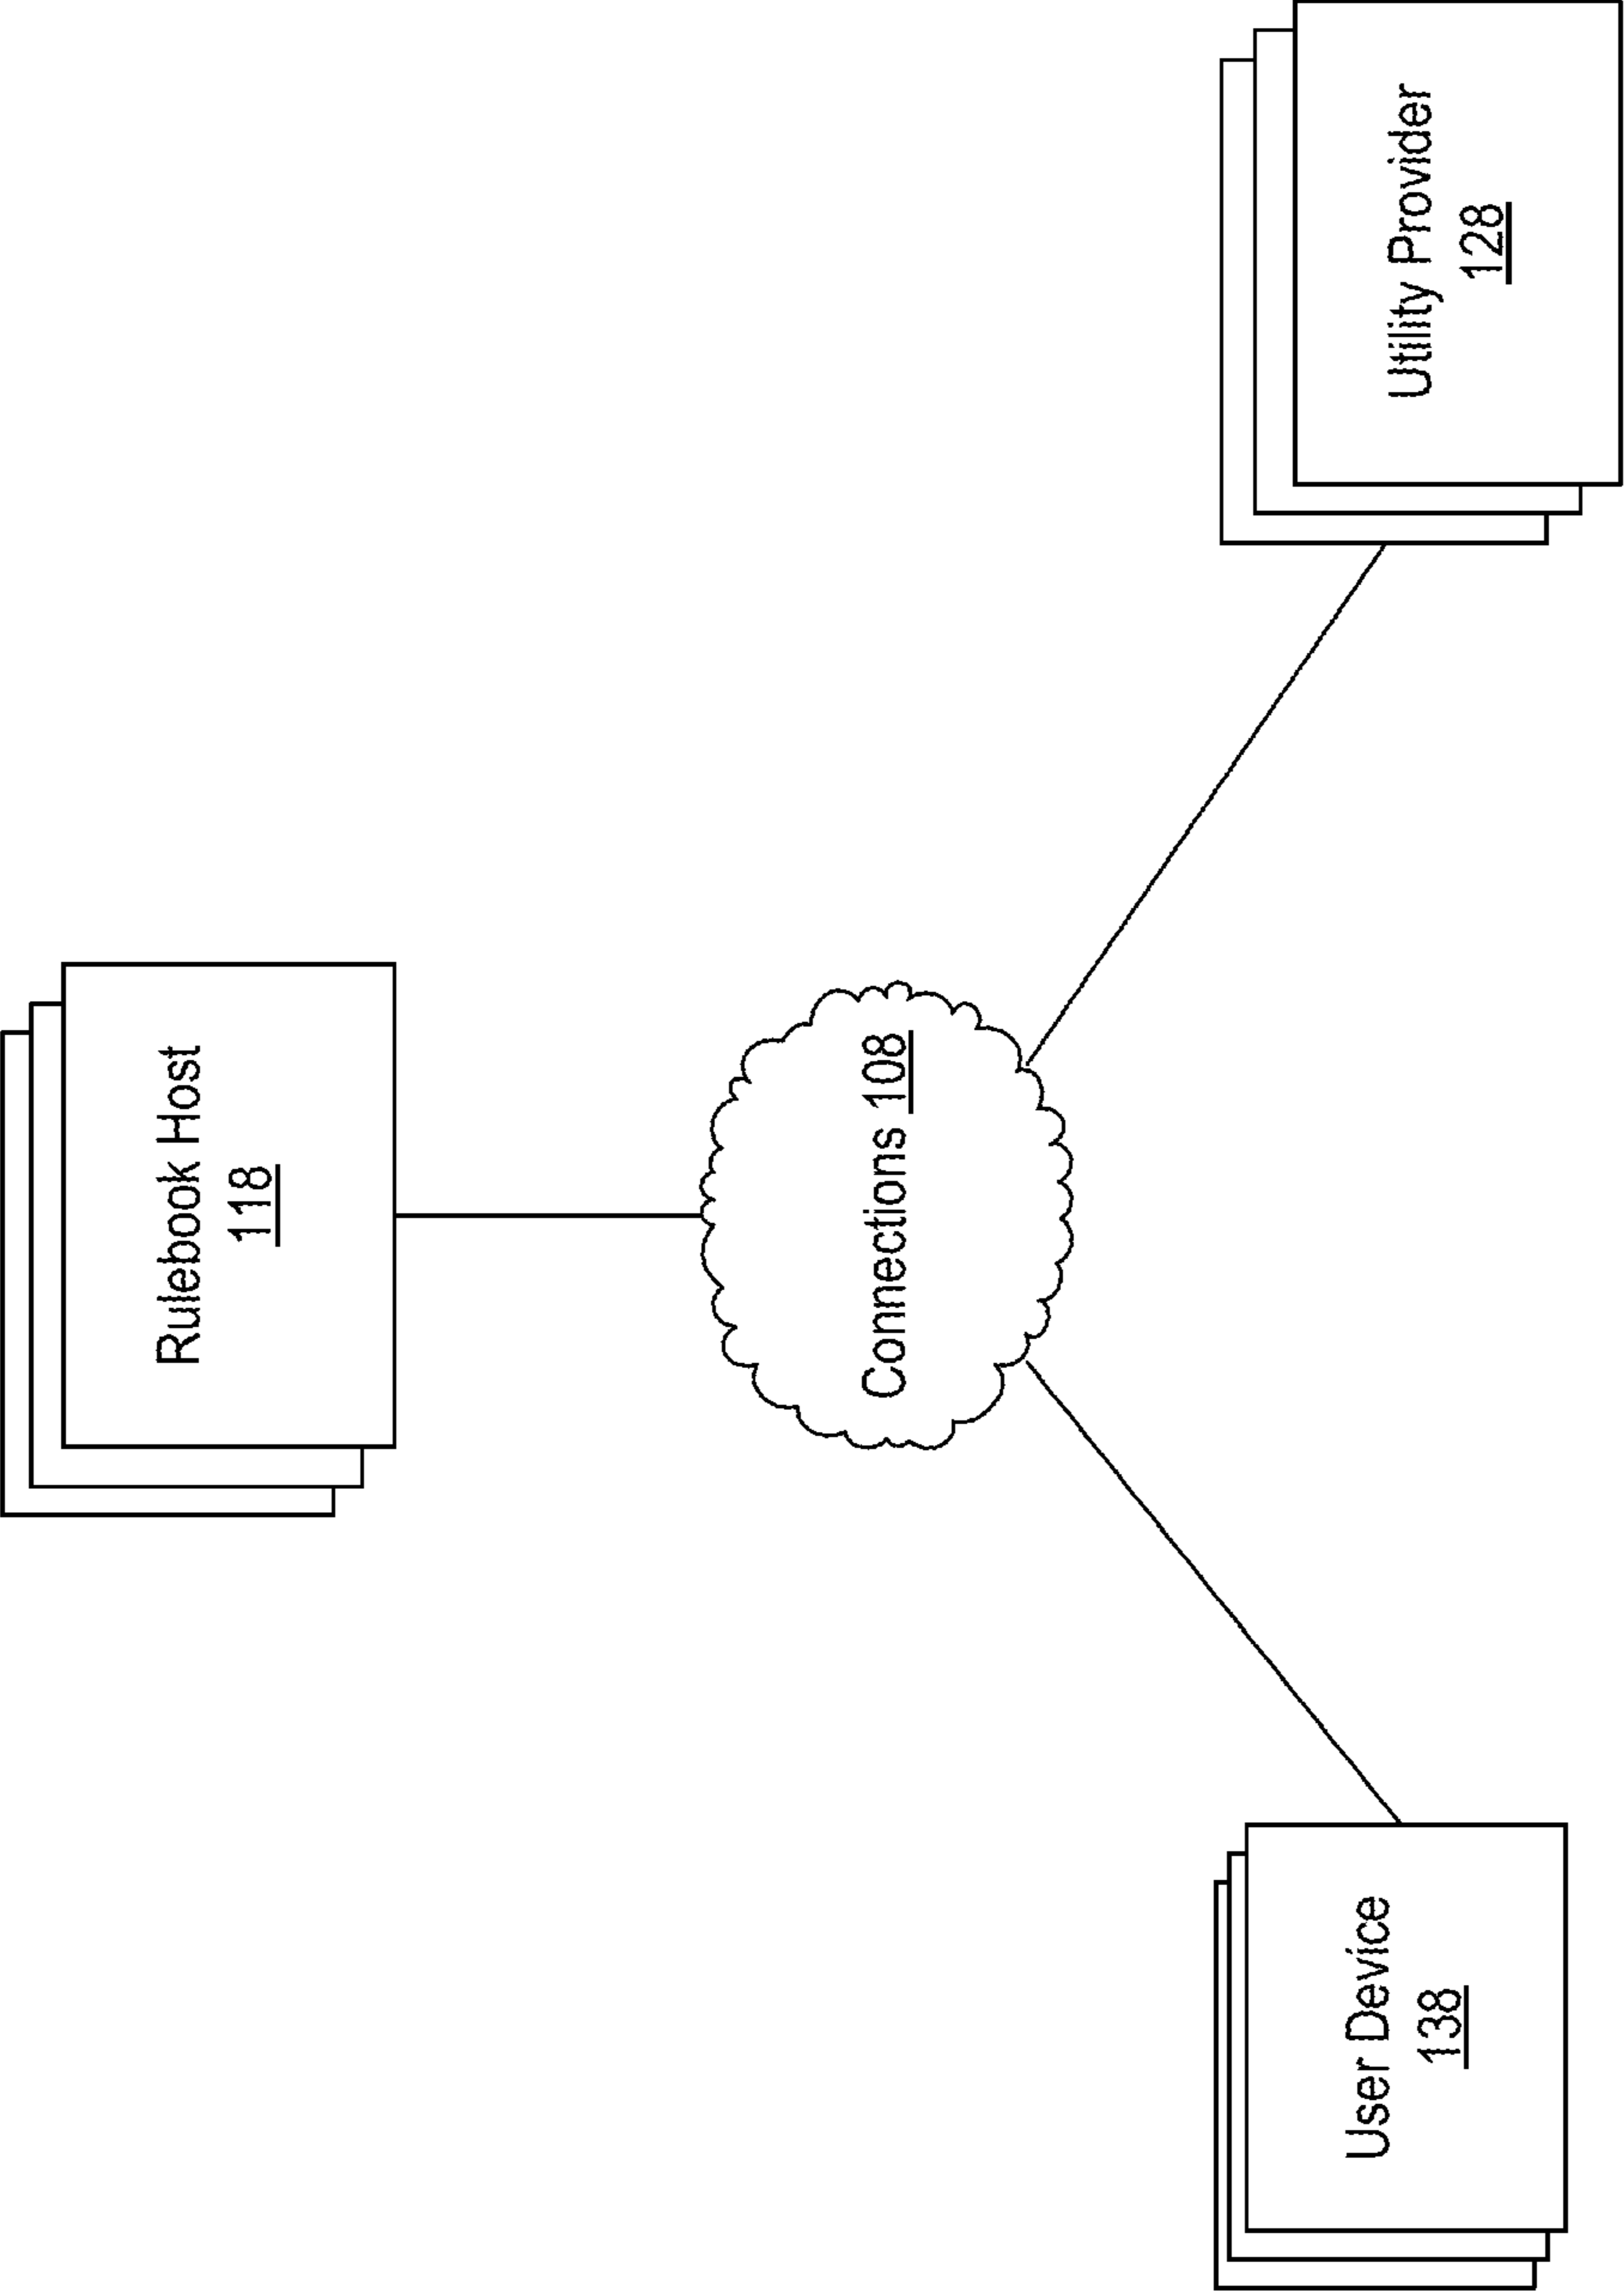 Rulebook Host
118
Connections 108
User Device
138
Utility Provider
128